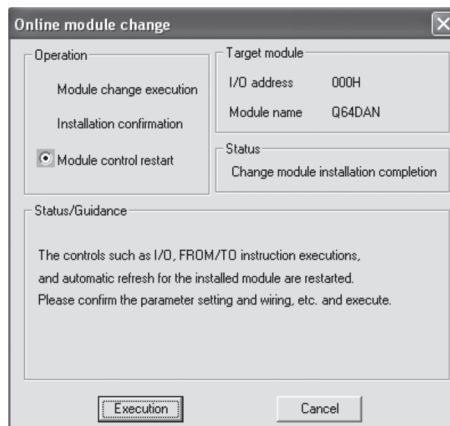 Online module change
Operation
Module change execution
Installation confirmation
Module control restart
Target module
I/O address 000H
Module name Q64DAN
Status
Change module installation completion
Status/Guidance
The controls such as I/O, FROM/TO instruction executions,
and automatic refresh for the installed module are restarted.
Please confirm the parameter setting and wiring, etc. and execute.
Execution Cancel